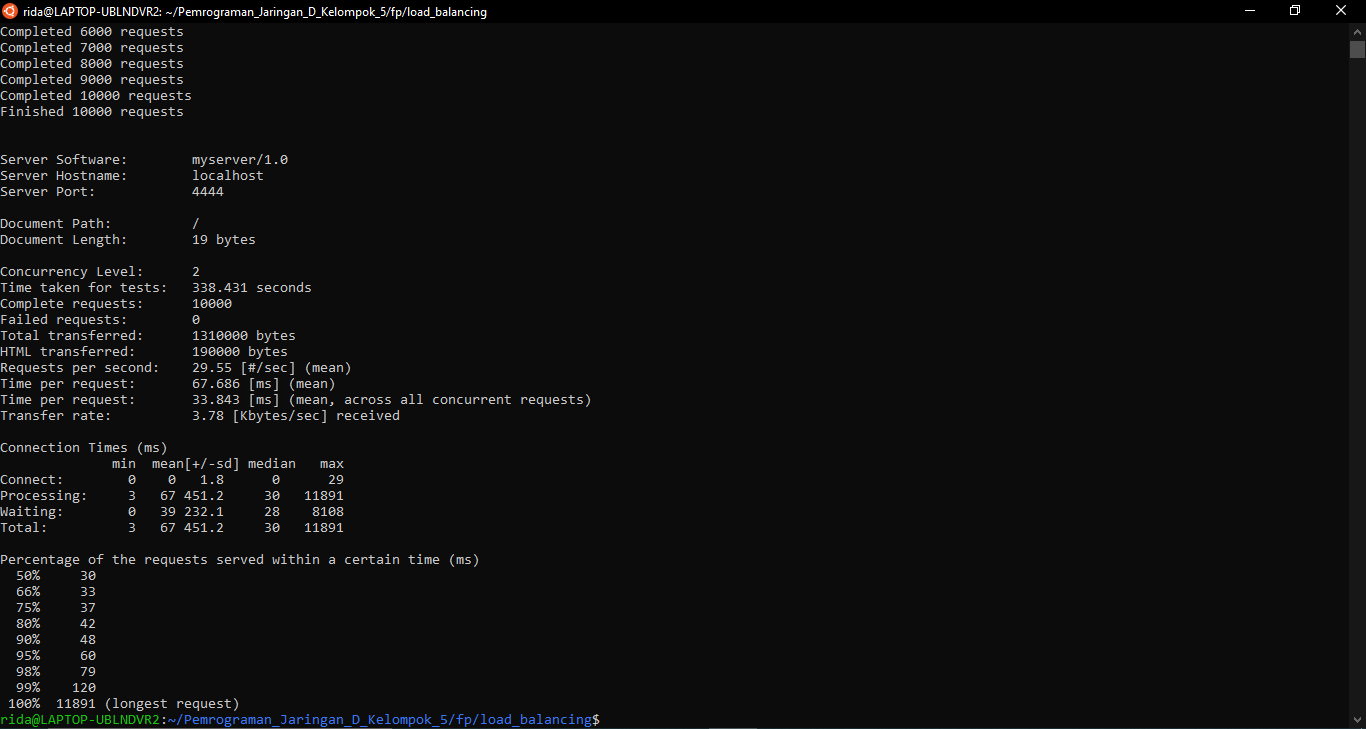 rida@LAPTOP-UBLNDVR2: ~/Pemrograman_Jaringan_D_Kelompok_5/fp/load_balancing
Completed 6000 requests
Completed 7000 requests
Completed 8000 requests
Completed 9000 requests
Completed 10000 requests
Finished 10000 requests
Server Software:        myserver/1.0
Server Hostname:        localhost
Server Port:            4444
Document Path:          /
Document Length:        19 bytes
Concurrency Level:      2
Time taken for tests:   338.431 seconds
Complete requests:      10000
Failed requests:        0
Total transferred:      1310000 bytes
HTML transferred:       190000 bytes
Requests per second:    29.55 [#/sec] (mean)
Time per request:       67.686 [ms] (mean)
Time per request:       33.843 [ms] (mean, across all concurrent requests)
Transfer rate:          3.78 [Kbytes/sec] received
Connection Times (ms)
              min  mean[+/-sd] median   max
Connect:        0    0   1.8      0      29
Processing:     3   67 451.2     30   11891
Waiting:        0   39 232.1     28    8108
Total:          3   67 451.2     30   11891
Percentage of the requests served within a certain time (ms)
  50%     30
  66%     33
  75%     37
  80%     42
  90%     48
  95%     60
  98%     79
  99%    120
 100%  11891 (longest request)
rida@LAPTOP-UBLNDVR2:~/Pemrograman_Jaringan_D_Kelompok_5/fp/load_balancing$